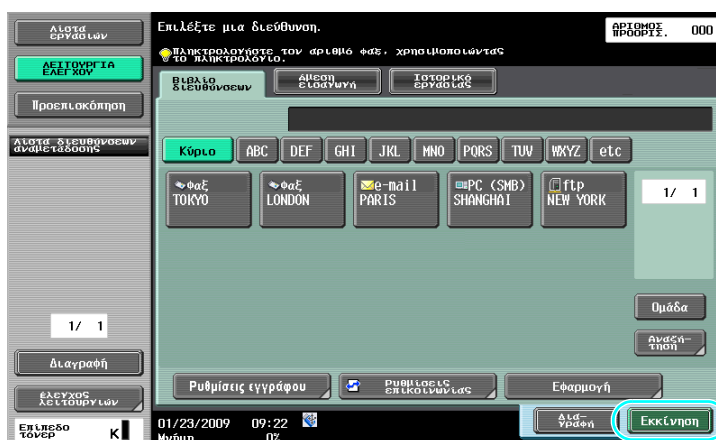 Λίστα
εργασιών
ΛΕΙΤΟΥΡΓΙΑ
ΕΛΕΓΧΟΥ
Προεπισκόπηση
Λίστα διευθύνσεων
αναμετάδοσης
1/ 1
Διαγραφή
έλεγχος
λειτουργιών
Επίπεδο
τόνερ
K
Επιλέξτε μια διεύθυνση.
ΑΡΙΘΜΟΣ
ΠΡΟΟΡΙΣ.
000
Πληκτρολογήστε τον αριθμό φαξ, χρησιμοποιώντας
το πληκτρολόγιο.
Βιβλίο
διευθύνσεων
άμεση
εισαγωγή
Ιστορικό
εργασίας
Κύριο
ABC
DEF
GHI
JKL
MNO
PQRS
TUV
WXYZ
etc
φαξ
TOKYO
φαξ
LONDON
e-mail
PARIS
PC (SMB)
SHANGHAI
ftp
NEW YORK
1/ 1
Ομάδα
Αναζή-
τηση
Ρυθμίσεις εγγράφου
Ρυθμίσεις
επικοινωνίας
Εφαρμογή
01/23/2009 09:22
Μνήμη 0%
Δια-
γραφή
Εκκίνηση